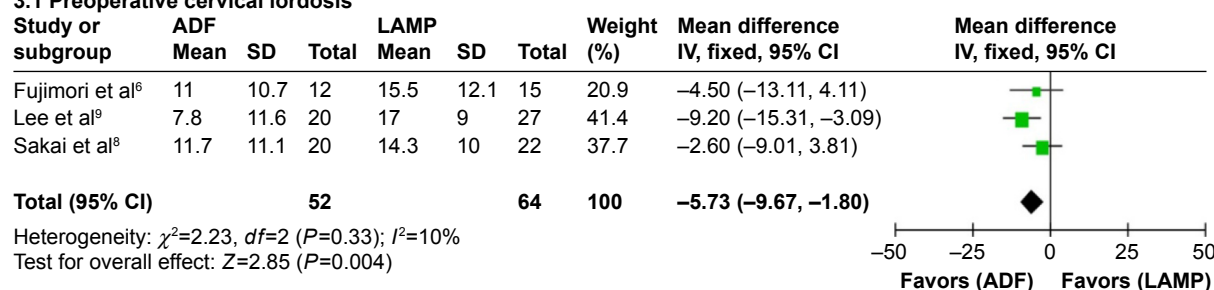 3.1 Preoperative cervical lordosis
Study or ADF LAMP Weight Mean difference Mean difference
subgroup Mean SD Total Mean SD Total (%) IV, fixed, 95% CI IV, fixed, 95% CI
Fujimori et al⁶ 11 10.7 12 15.5 12.1 15 20.9 –4.50 (–13.11, 4.11)
Lee et al⁹ 7.8 11.6 20 17 9 27 41.4 –9.20 (–15.31, –3.09)
Sakai et al⁸ 11.7 11.1 20 14.3 10 22 37.7 –2.60 (–9.01, 3.81)
Total (95% CI) 52 64 100 –5.73 (–9.67, –1.80)
Heterogeneity: χ²=2.23, df=2 (P=0.33); I²=10%
Test for overall effect: Z=2.85 (P=0.004)
–50 –25 0 25 50
Favors (ADF) Favors (LAMP)